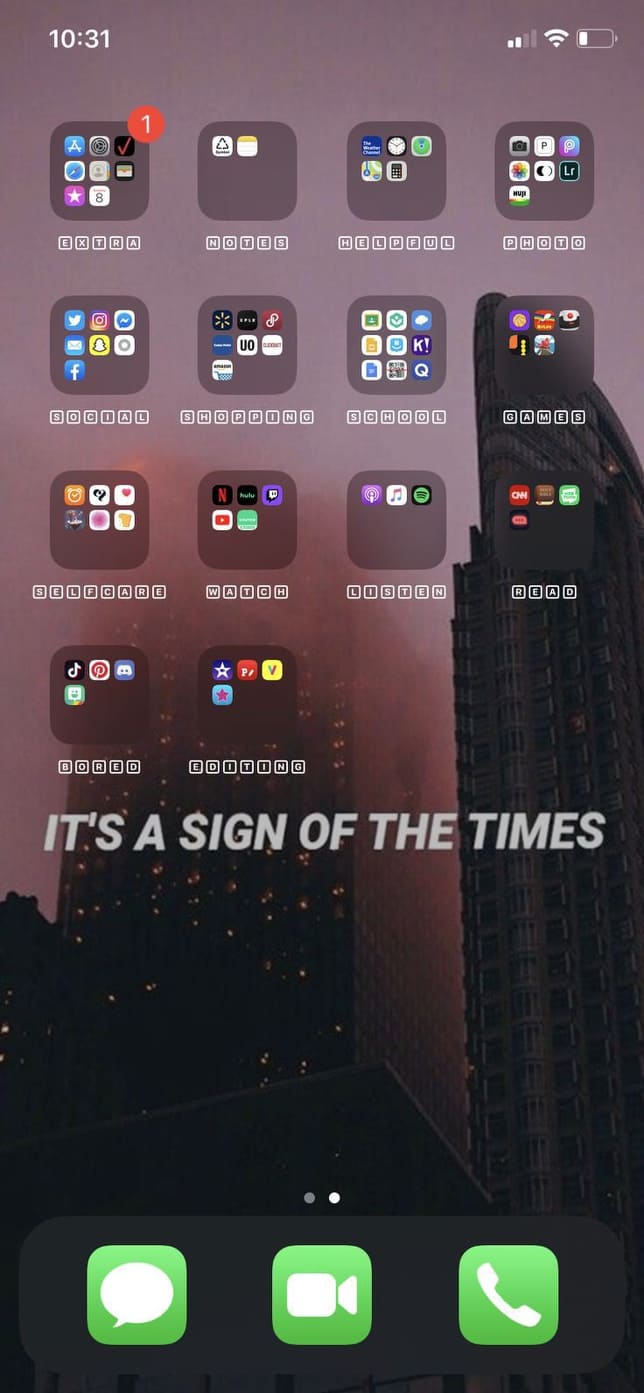 10:31
1
EXTRA NOTES HELPFUL PHOTO
SOCIAL SHOPPING SCHOOL GAMES
SELFCARE WATCH LISTEN READ
BORED EDITING
IT'S A SIGN OF THE TIMES